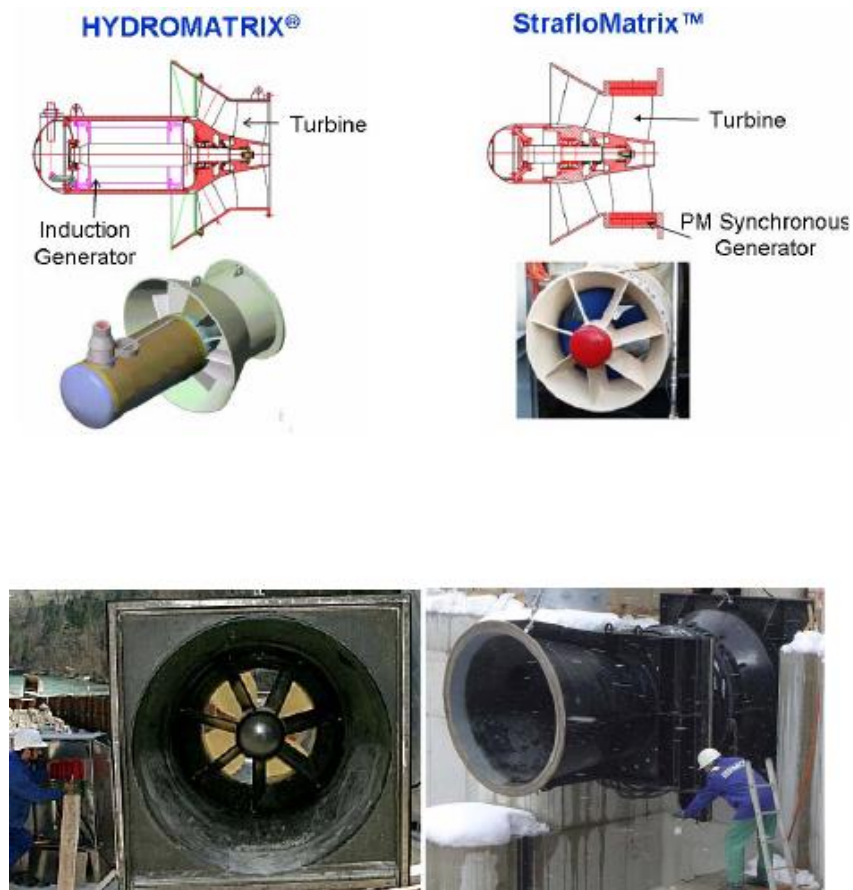 HYDROMATRIX®
StrafloMatrix™
Turbine
Induction
Generator
Turbine
PM Synchronous
Generator